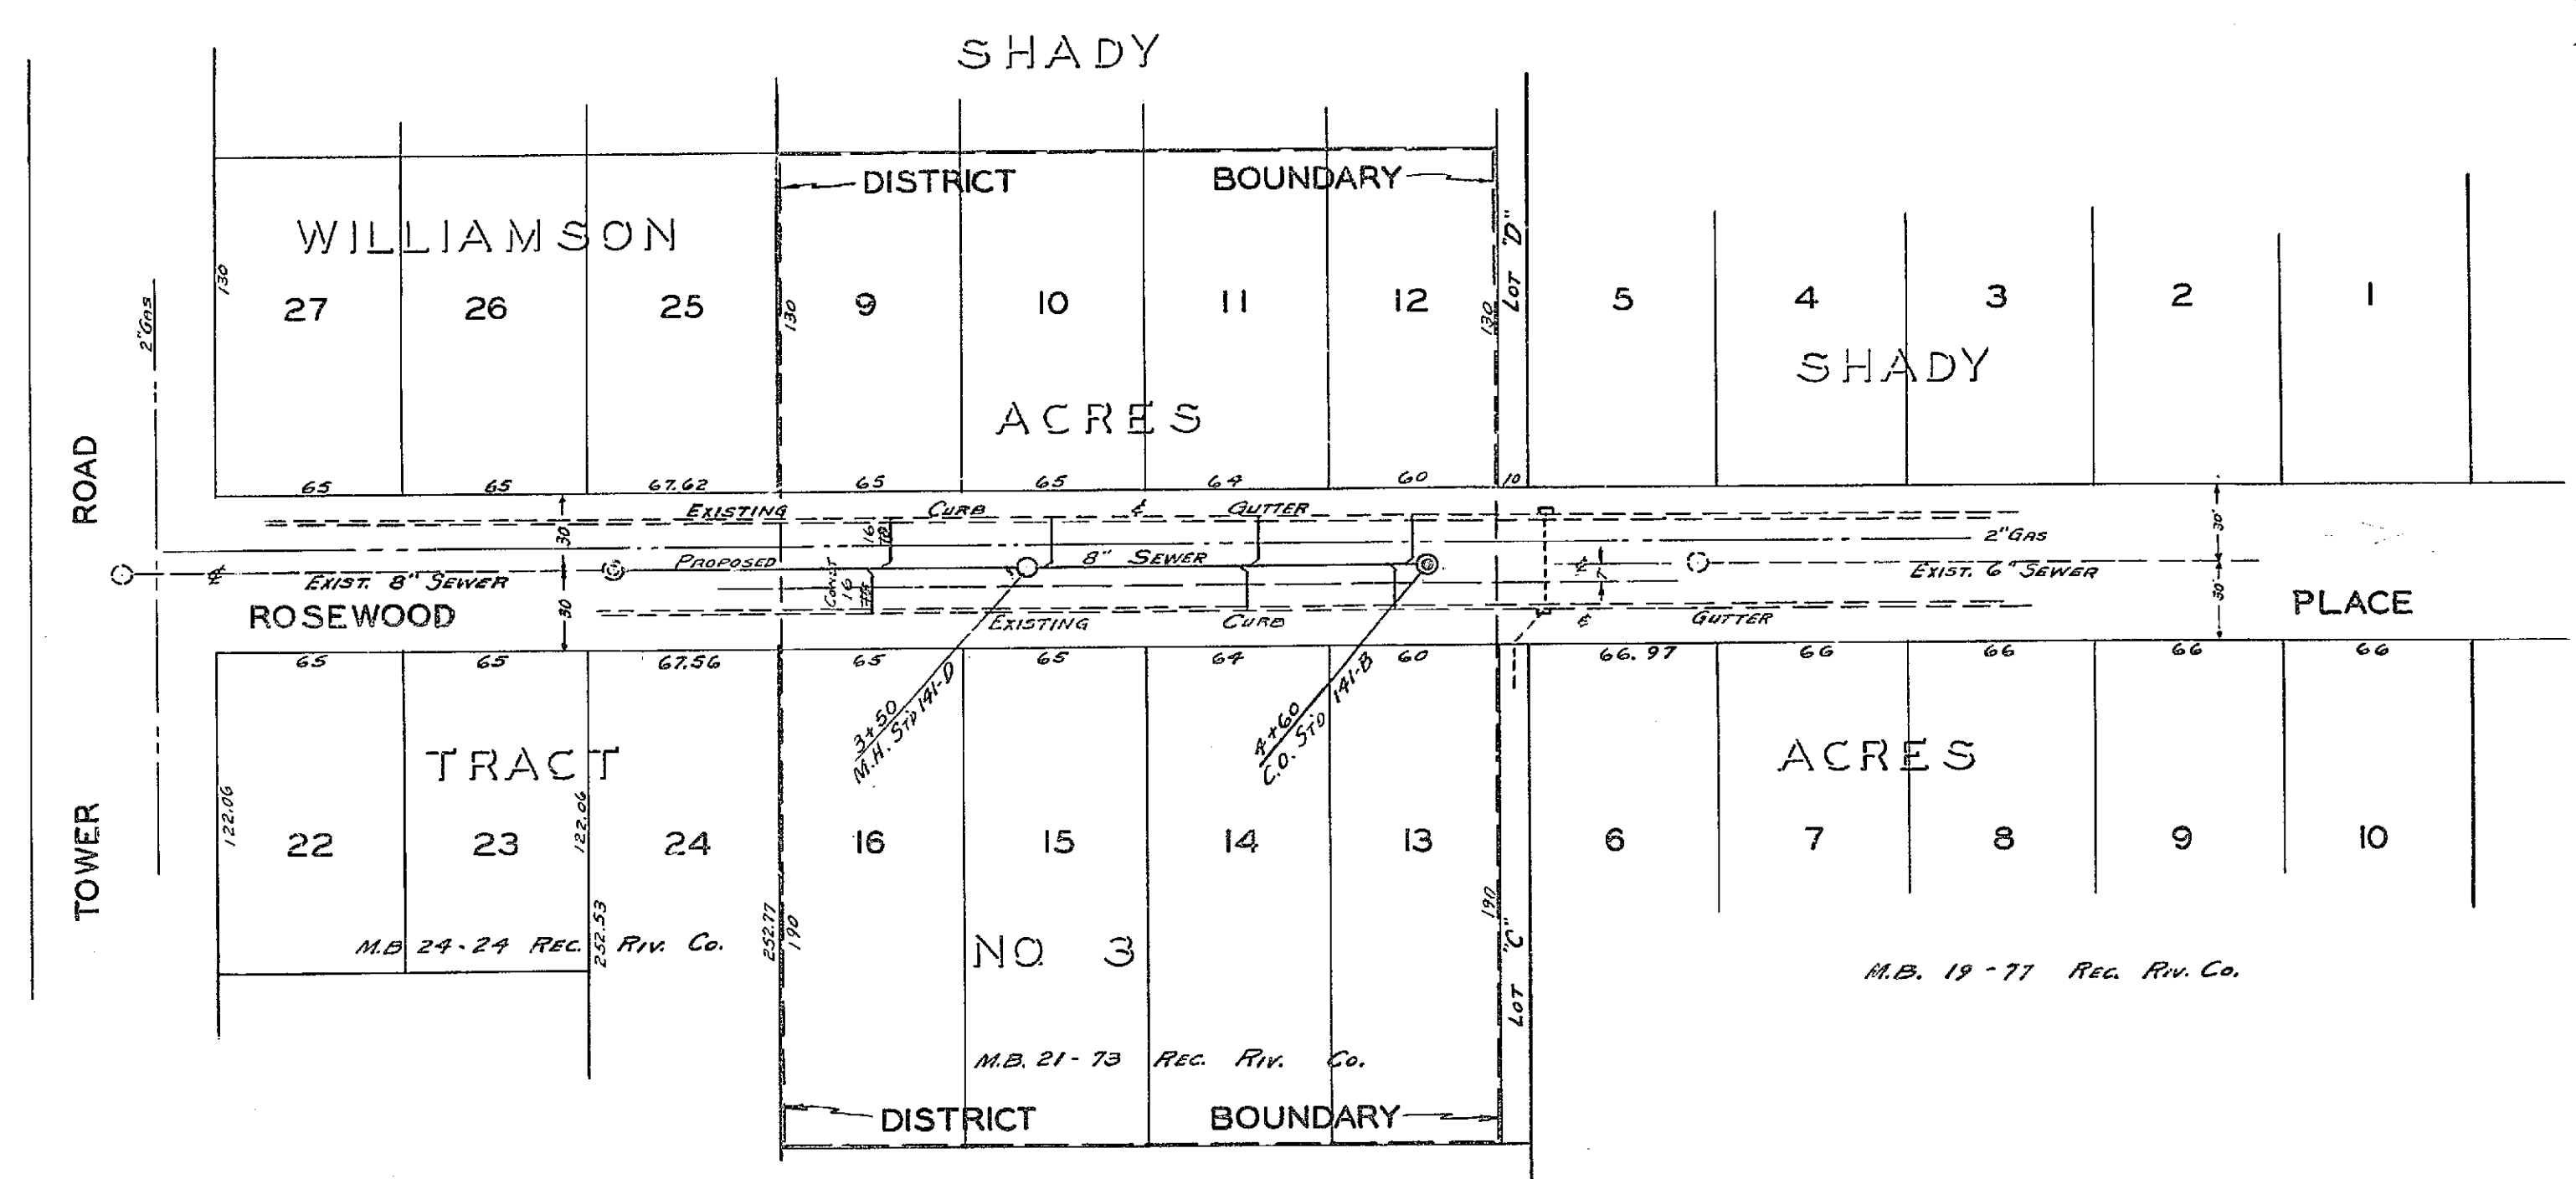 SHADY
DISTRICT BOUNDARY
WILLIAMSON
LOT "D"
130
130
130
2" GAS
27 26 25 9 10 11 12 5 4 3 2 1
SHADY
ACRES
ROAD
65 65 67.62 65 65 64 60 10
EXISTING CURB & GUTTER
30
16
30'
2" GAS
PROPOSED 8" SEWER
EXIST. 8" SEWER
7
EXIST. 6" SEWER
CONST
16
30
30'
ROSEWOOD
PLACE
EXISTING CURB & GUTTER
65 65 67.56 65 65 64 60 66.97 66 66 66 66
3+50
M.H. STD 141-D
4+60
C.O. STD 141-B
TRACT
ACRES
122.06
122.06
TOWER
22 23 24 16 15 14 13 6 7 8 9 10
252.53
252.77
190
190
LOT "C"
M.B. 24-24 REC. RIV. CO.
NO. 3
M.B. 19-77 REC. RIV. CO.
M.B. 21-73 REC. RIV. CO.
DISTRICT BOUNDARY